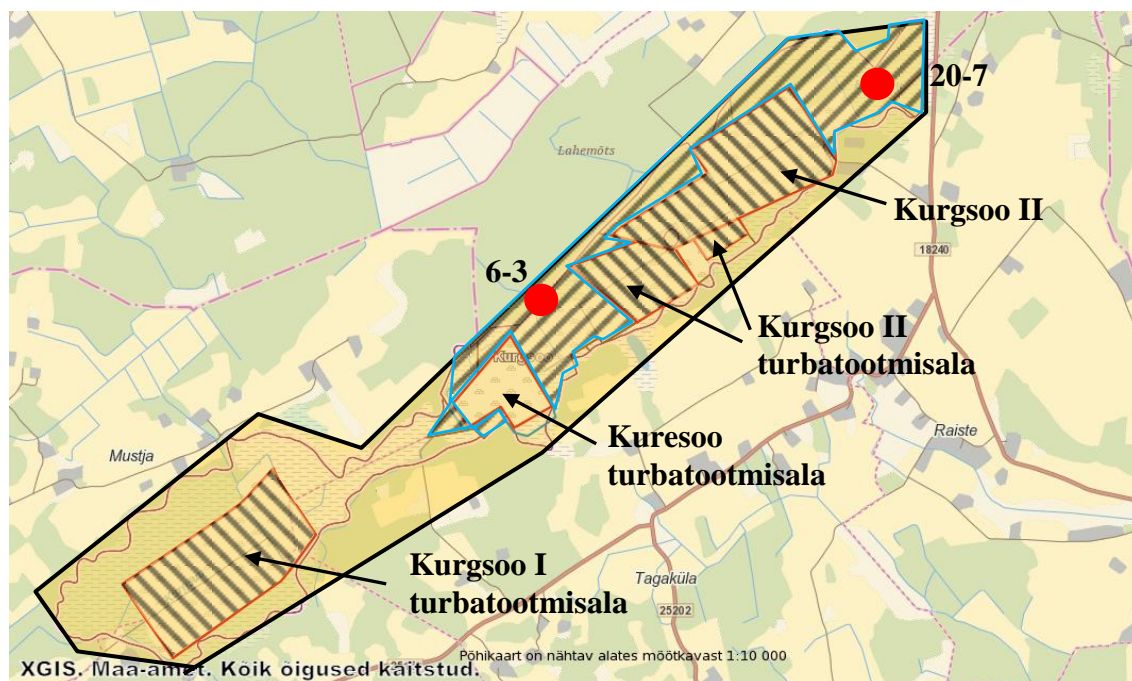 20-7
Lahemõts
Kurgsoo II
18240
6-3
Kurgsoo II
turbatootmisala
Kurgsoo
Kuresoo
turbatootmisala
Raiste
Mustja
Kurgsoo I
turbatootmisala
Tagaküla
25202
Põhikaart on nähtav alates mõõtkavast 1:10 000
XGIS. Maa-amet. Kõik õigused kaitstud.